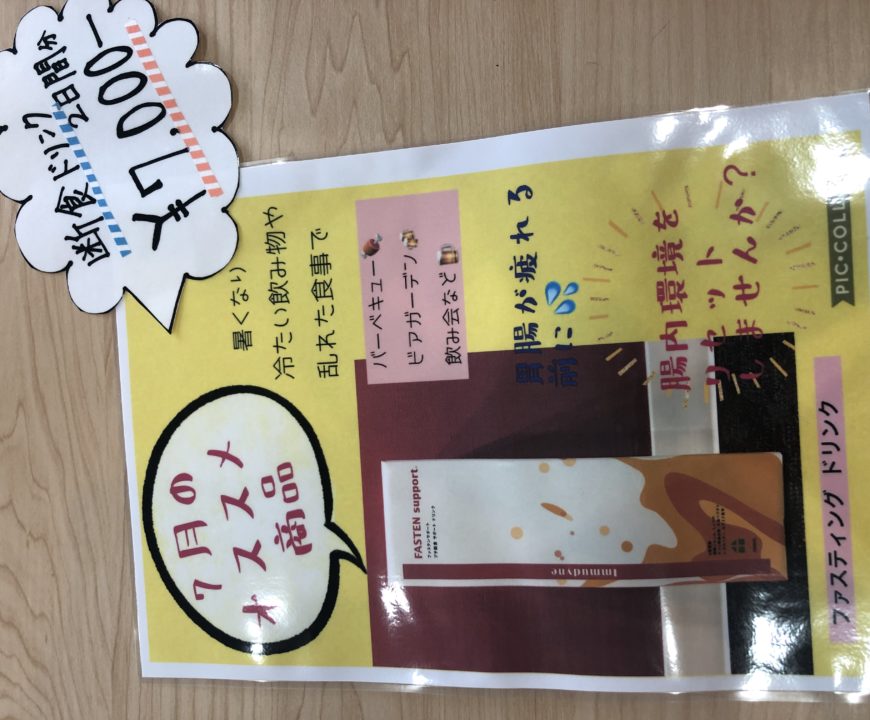 断食ドリンク
2日間分
¥7,000-
7月の
オススメ
商品
暑くなり
冷たい飲み物や
乱れた食事で
バーベキュー🍖
ビアガーデン🍻
飲み会など🍺
FASTEN support.
ファステンサポート
プチ断食 サポート ドリンク
Immudyne
胃腸が疲れる
前に💦
腸内環境を
リセット
しませんか？
ファスティング ドリンク
PIC•COLL